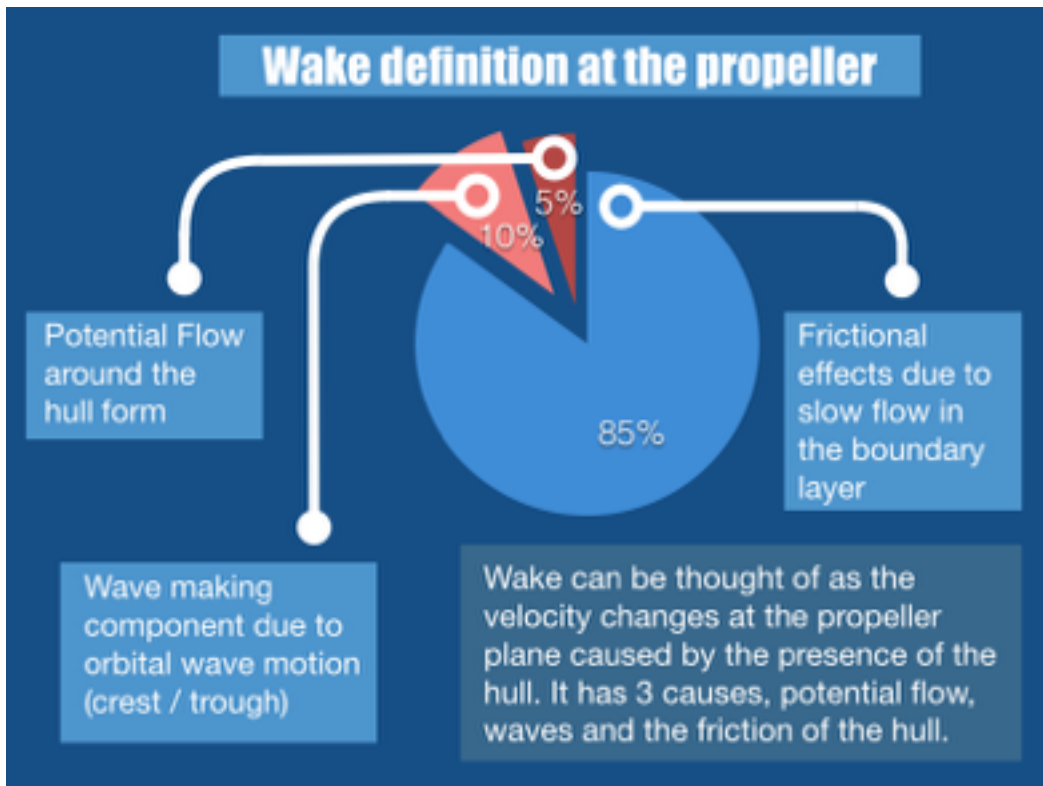 Wake definition at the propeller
5%
10%
85%
Potential Flow
around the
hull form
Frictional
effects due to
slow flow in
the boundary
layer
Wave making
component due to
orbital wave motion
(crest / trough)
Wake can be thought of as the
velocity changes at the propeller
plane caused by the presence of the
hull. It has 3 causes, potential flow,
waves and the friction of the hull.